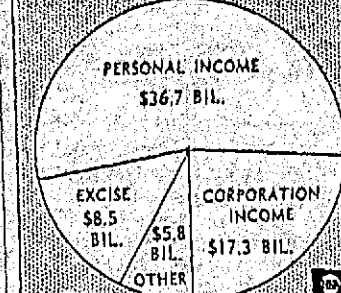 PERSONAL INCOME
$36.7 BIL.
EXCISE
$8.5
BIL.
$5.8
BIL.
OTHER
CORPORATION
INCOME
$17.3 BIL.